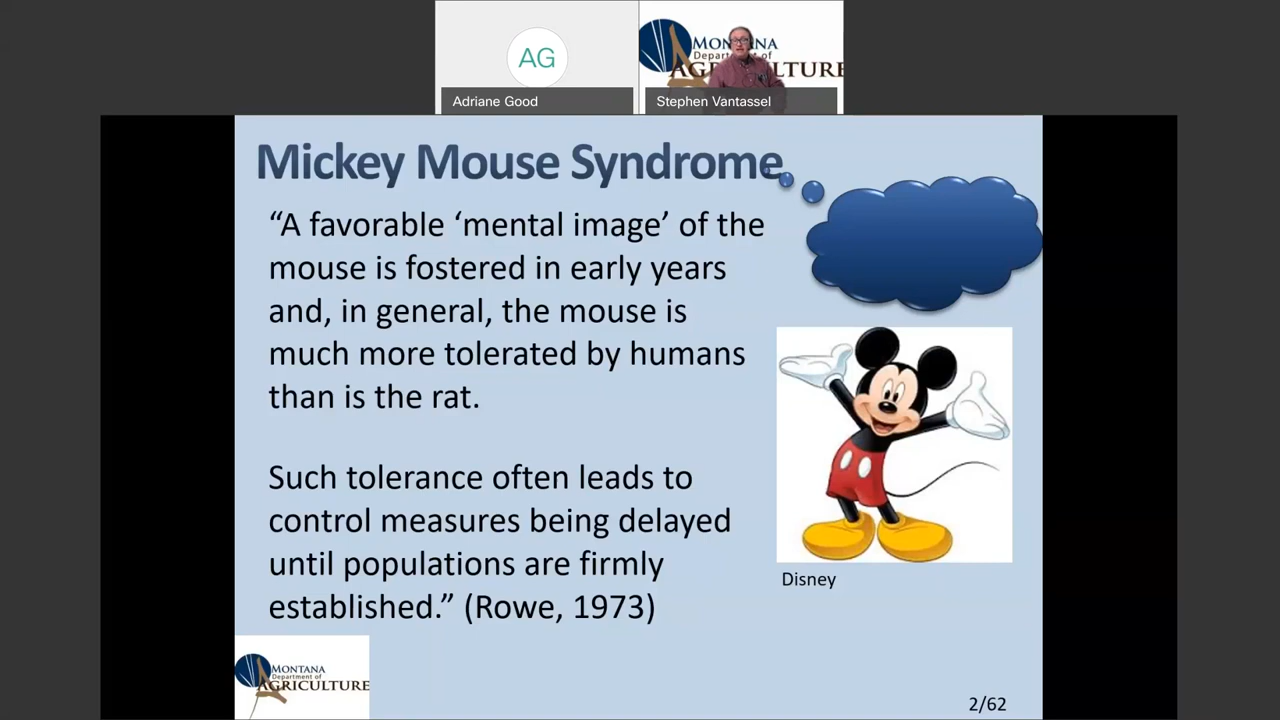 AG
Adriane Good
MONTANA
Department of
AGRICULTURE
Stephen Vantassel
Mickey Mouse Syndrome
“A favorable ‘mental image’ of the
mouse is fostered in early years
and, in general, the mouse is
much more tolerated by humans
than is the rat.
Such tolerance often leads to
control measures being delayed
until populations are firmly
established.” (Rowe, 1973)
Disney
MONTANA
Department of
AGRICULTURE
2/62